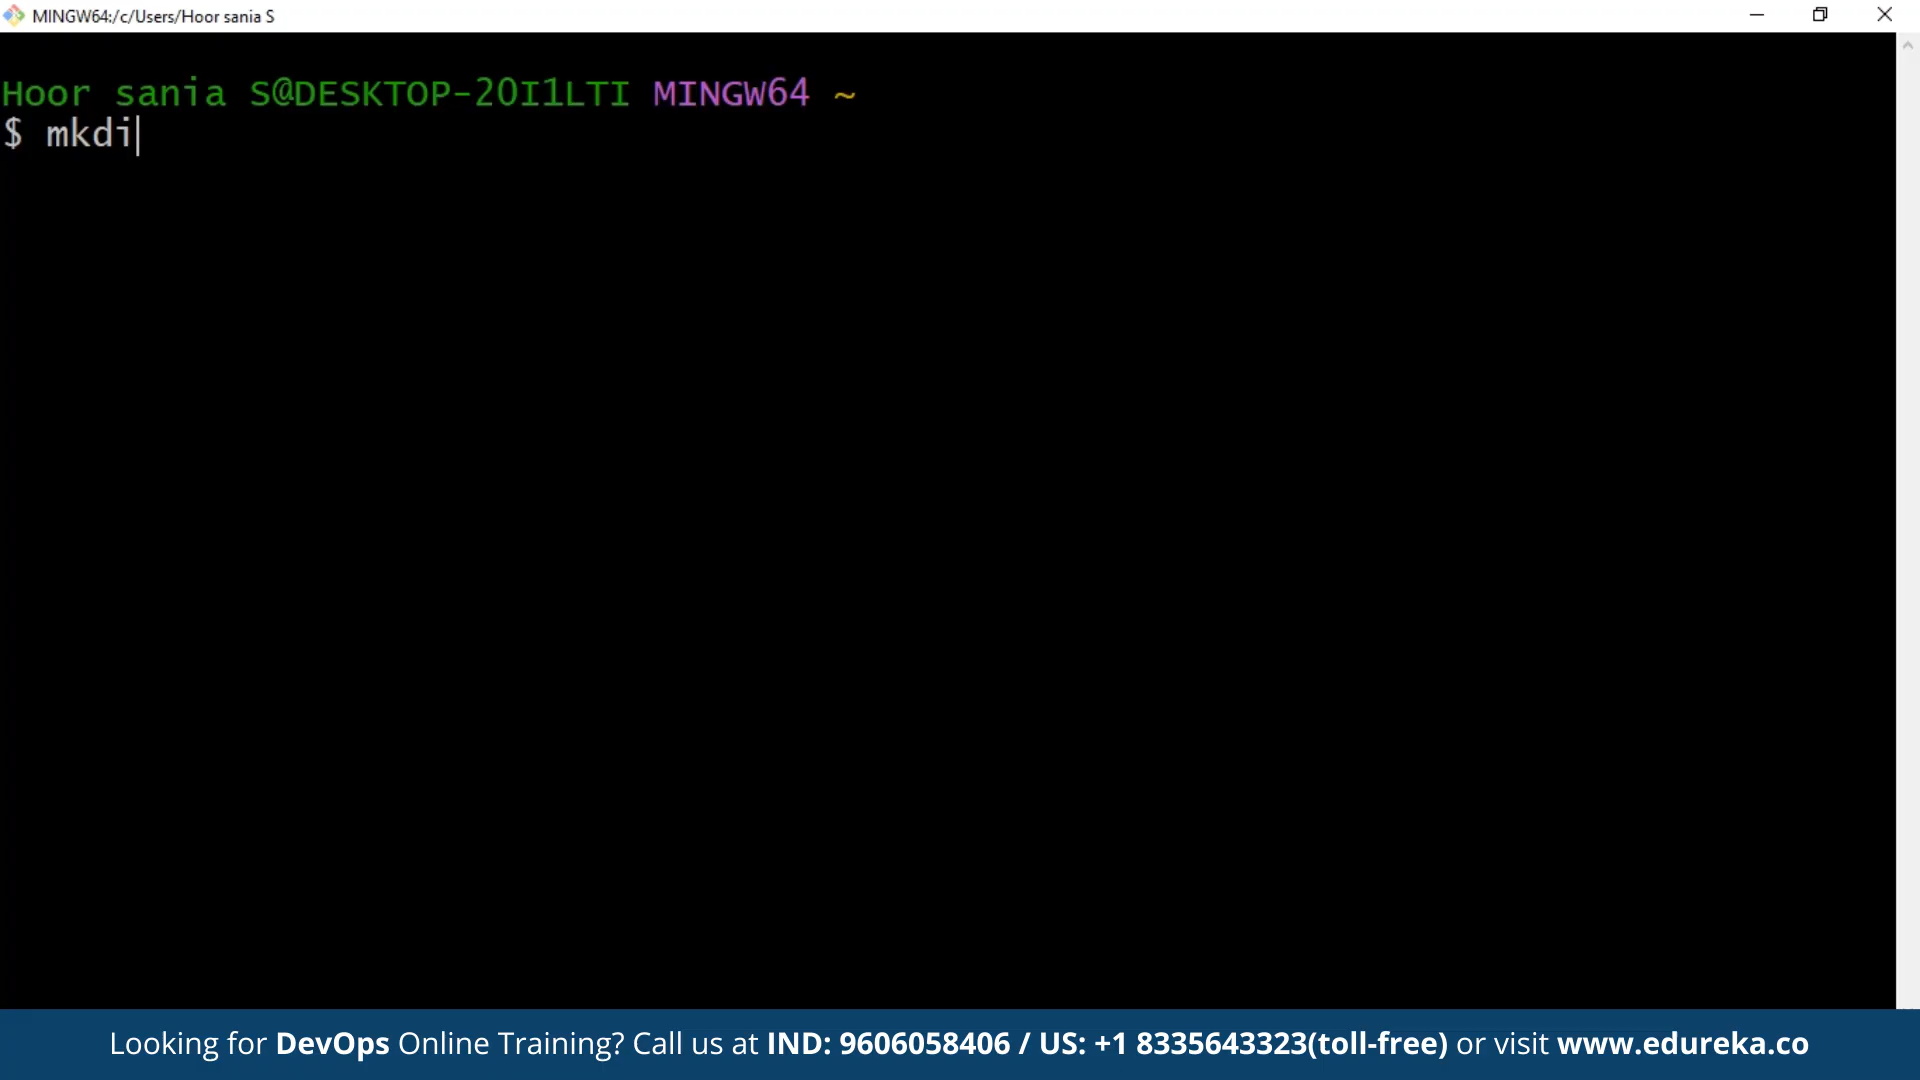 MINGW64:/c/Users/Hoor sania S
Hoor sania S@DESKTOP-20I1LTI MINGW64 ~
$ mkdi
Looking for DevOps Online Training? Call us at IND: 9606058406 / US: +1 8335643323(toll-free) or visit www.edureka.co